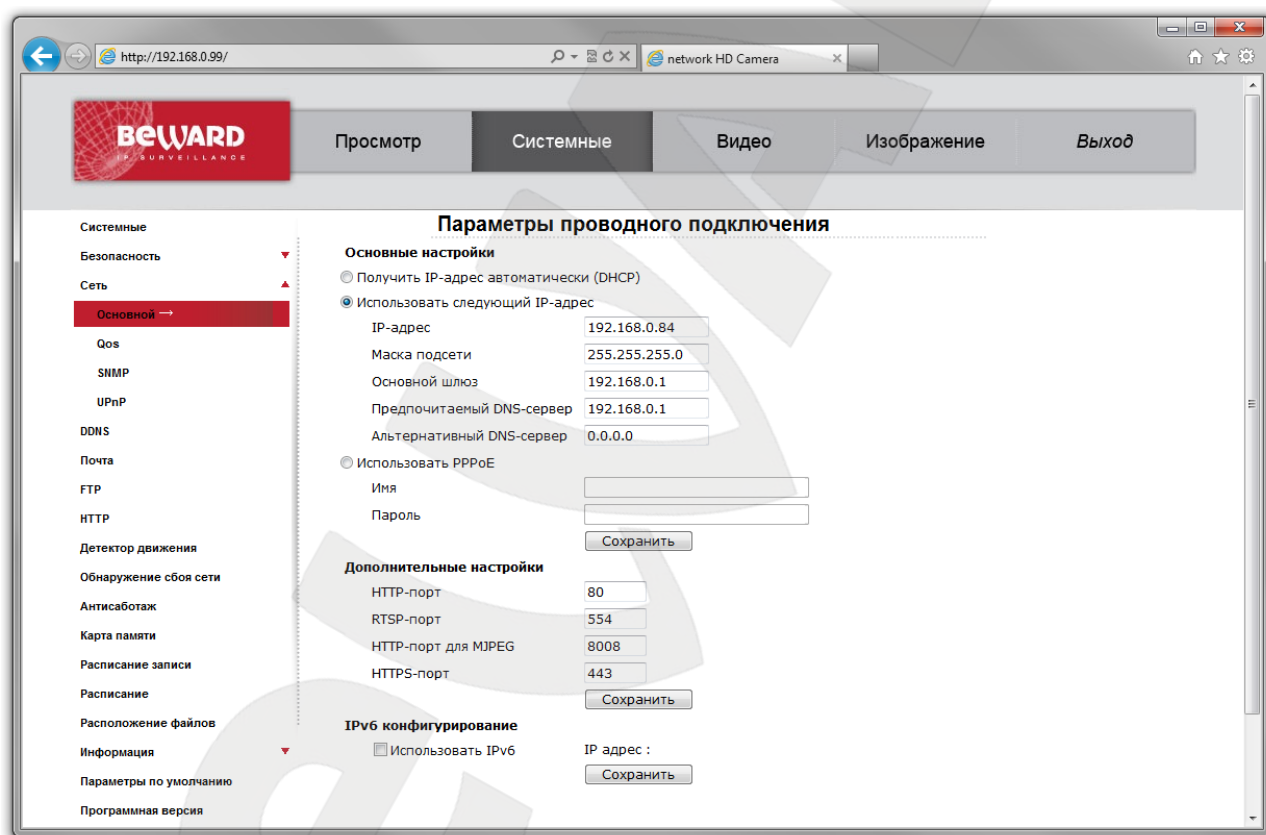 http://192.168.0.99/
network HD Camera
BEWARD
IP SURVEILLANCE
Просмотр
Системные
Видео
Изображение
Выход
Системные
Безопасность
Сеть
Основной →
Qos
SNMP
UPnP
DDNS
Почта
FTP
HTTP
Детектор движения
Обнаружение сбоя сети
Антисаботаж
Карта памяти
Расписание записи
Расписание
Расположение файлов
Информация
Параметры по умолчанию
Программная версия
Параметры проводного подключения
Основные настройки
Получить IP-адрес автоматически (DHCP)
Использовать следующий IP-адрес
IP-адрес 192.168.0.84
Маска подсети 255.255.255.0
Основной шлюз 192.168.0.1
Предпочитаемый DNS-сервер 192.168.0.1
Альтернативный DNS-сервер 0.0.0.0
Использовать PPPoE
Имя
Пароль
Сохранить
Дополнительные настройки
HTTP-порт 80
RTSP-порт 554
HTTP-порт для MJPEG 8008
HTTPS-порт 443
Сохранить
IPv6 конфигурирование
Использовать IPv6 IP адрес :
Сохранить